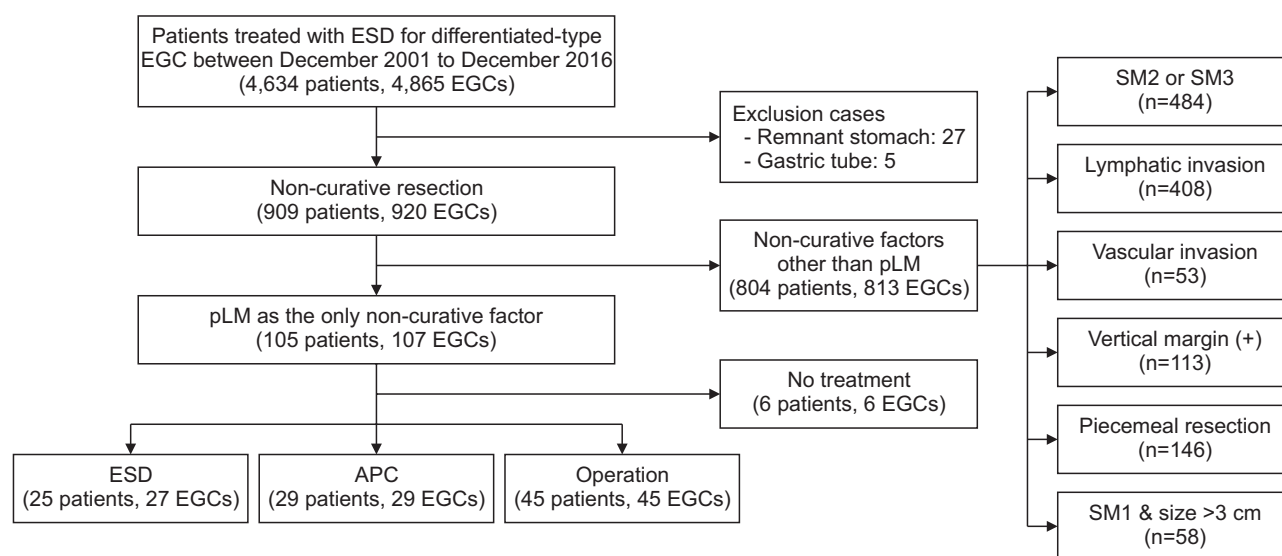 Patients treated with ESD for differentiated-type
EGC between December 2001 to December 2016
(4,634 patients, 4,865 EGCs)
Exclusion cases
- Remnant stomach: 27
- Gastric tube: 5
Non-curative resection
(909 patients, 920 EGCs)
Non-curative factors
other than pLM
(804 patients, 813 EGCs)
pLM as the only non-curative factor
(105 patients, 107 EGCs)
No treatment
(6 patients, 6 EGCs)
ESD
(25 patients, 27 EGCs)
APC
(29 patients, 29 EGCs)
Operation
(45 patients, 45 EGCs)
SM2 or SM3
(n=484)
Lymphatic invasion
(n=408)
Vascular invasion
(n=53)
Vertical margin (+)
(n=113)
Piecemeal resection
(n=146)
SM1 & size >3 cm
(n=58)